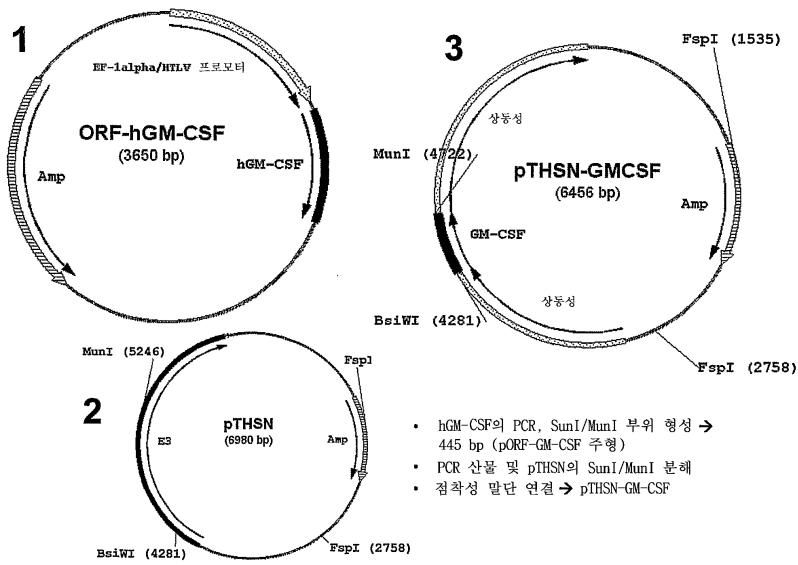 1
EF-1alpha/HTLV 프로모터
ORF-hGM-CSF
(3650 bp)
hGM-CSF
Amp
3
FspI (1535)
상동성
MunI (4722)
pTHSN-GMCSF
(6456 bp)
Amp
GM-CSF
상동성
BsiWI (4281)
FspI (2758)
2
MunI (5246)
FspI
pTHSN
(6980 bp)
Amp
E3
BsiWI (4281)
FspI (2758)
• hGM-CSF의 PCR, SunI/MunI 부위 형성 →
445 bp (pORF-GM-CSF 주형)
• PCR 산물 및 pTHSN의 SunI/MunI 분해
• 점착성 말단 연결 → pTHSN-GM-CSF